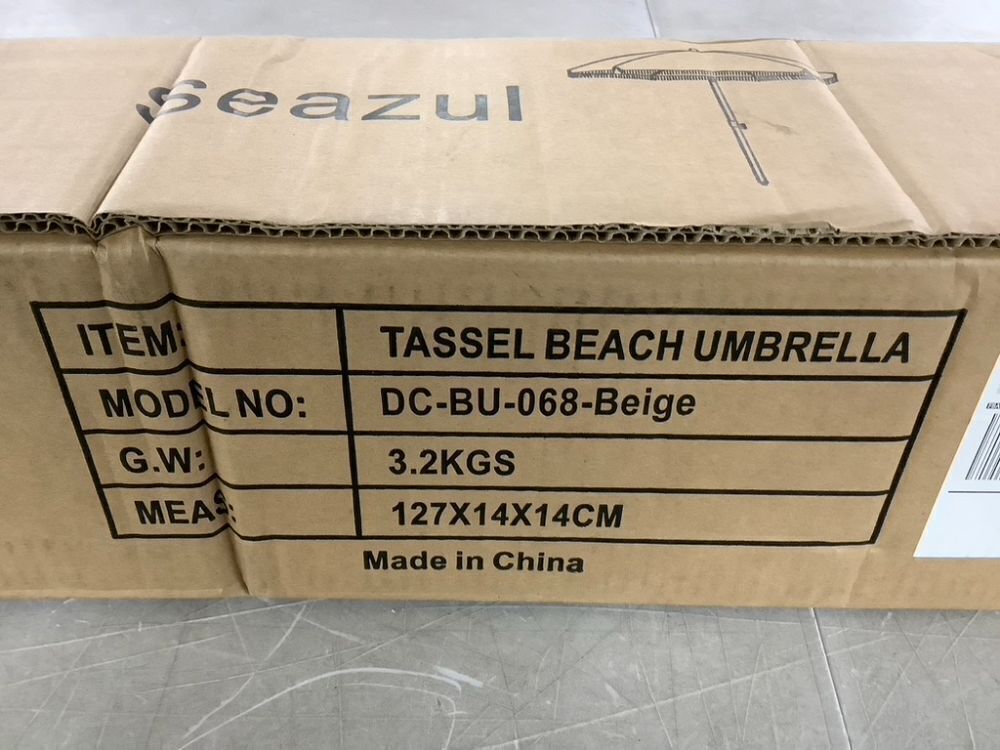 seazul
ITEM: TASSEL BEACH UMBRELLA
MODEL NO: DC-BU-068-Beige
G.W: 3.2KGS
MEAS: 127X14X14CM
Made in China